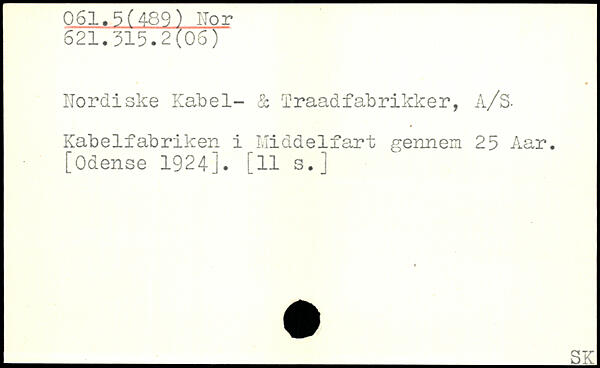 061.5(489) Nor
621.315.2(06)
Nordiske Kabel- & Traadfabrikker, A/S.
Kabelfabriken i Middelfart gennem 25 Aar.
[Odense 1924]. [11 s.]
SK